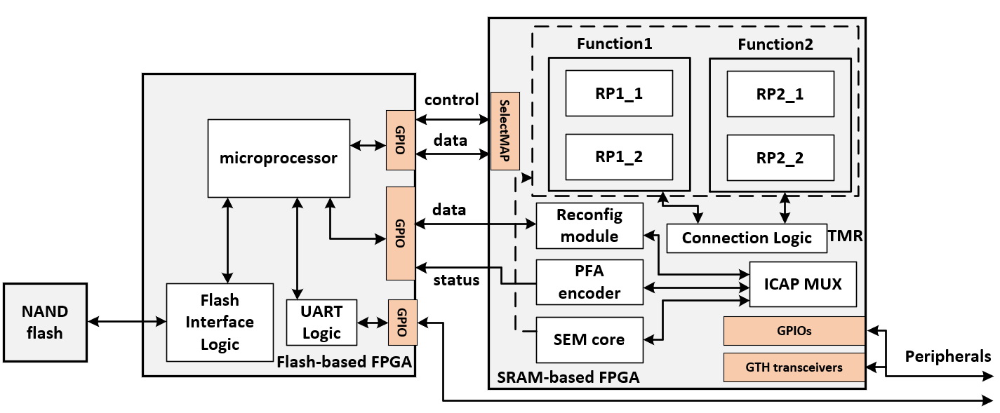 Function1
Function2
RP1_1
RP2_1
RP1_2
RP2_2
control
data
SelectMAP
GPIO
microprocessor
data
status
GPIO
Reconfig
module
Connection Logic
TMR
PFA
encoder
ICAP MUX
SEM core
GPIOs
GTH transceivers
SRAM-based FPGA
Peripherals
NAND
flash
Flash
Interface
Logic
UART
Logic
GPIO
Flash-based FPGA